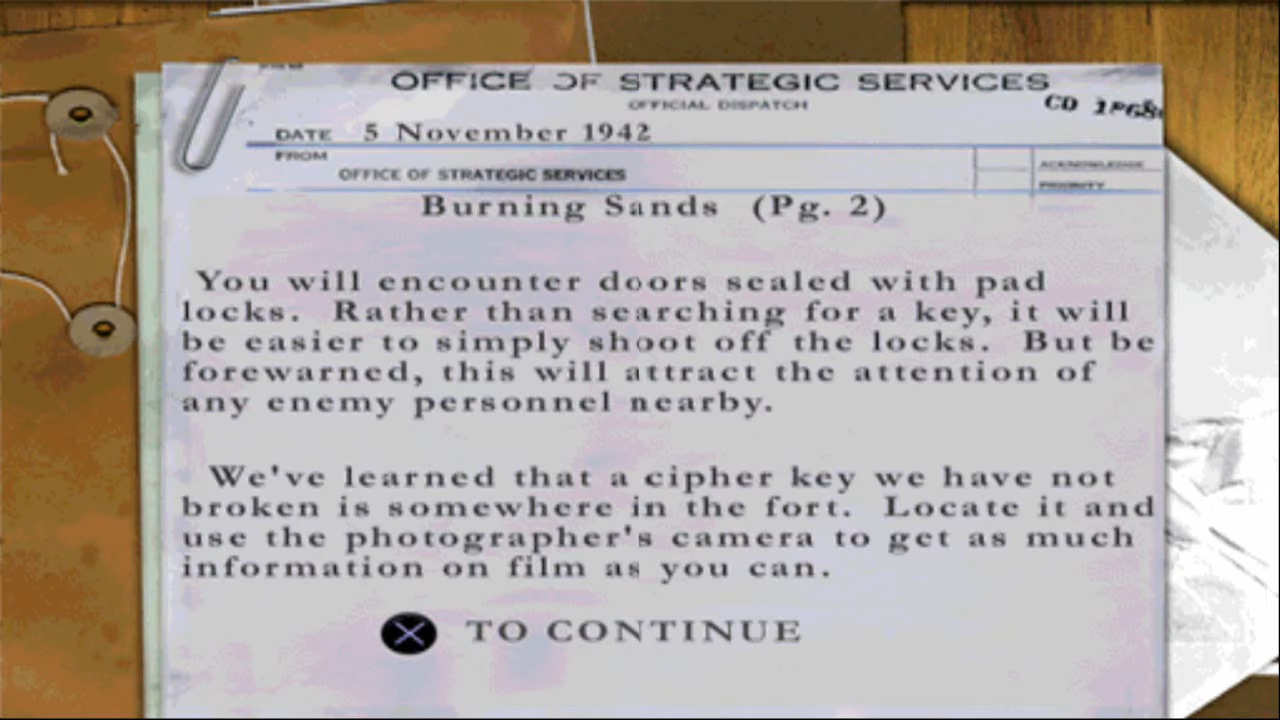 OFFICE OF STRATEGIC SERVICES
OFFICIAL DISPATCH
CD
DATE 5 November 1942
FROM
ACKNOWLEDGE
OFFICE OF STRATEGIC SERVICES
PRIORITY
Burning Sands (Pg. 2)
You will encounter doors sealed with pad
locks. Rather than searching for a key, it will
be easier to simply shoot off the locks. But be
forewarned, this will attract the attention of
any enemy personnel nearby.
We've learned that a cipher key we have not
broken is somewhere in the fort. Locate it and
use the photographer's camera to get as much
information on film as you can.
TO CONTINUE